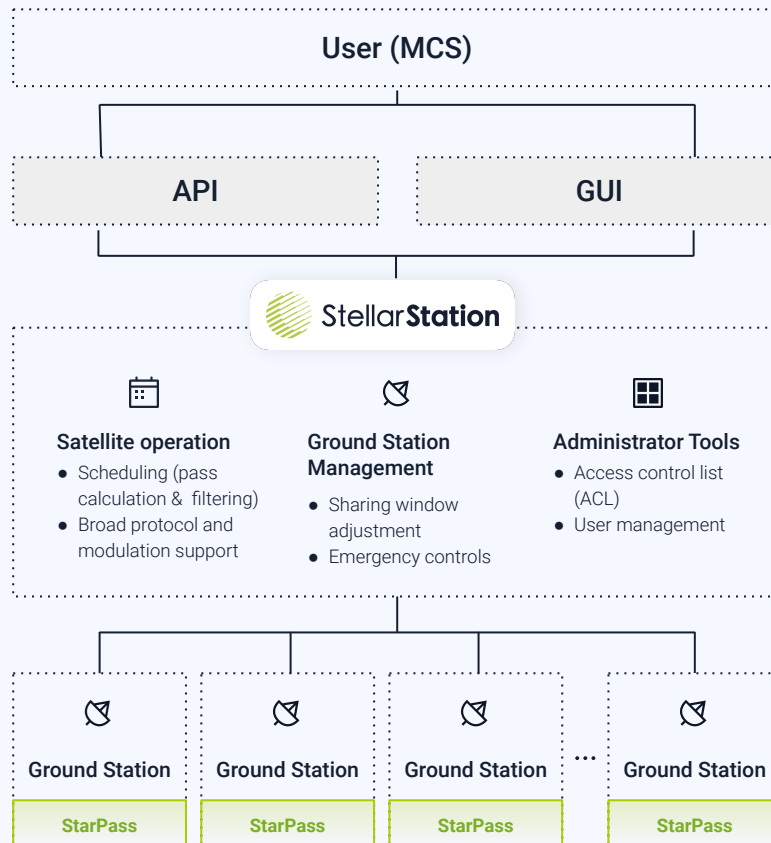 User (MCS)
API
GUI
StellarStation
Satellite operation
● Scheduling (pass
calculation & filtering)
● Broad protocol and
modulation support
Ground Station
Management
● Sharing window
adjustment
● Emergency controls
Administrator Tools
● Access control list
(ACL)
● User management
Ground Station
StarPass
Ground Station
StarPass
Ground Station
StarPass
...
Ground Station
StarPass